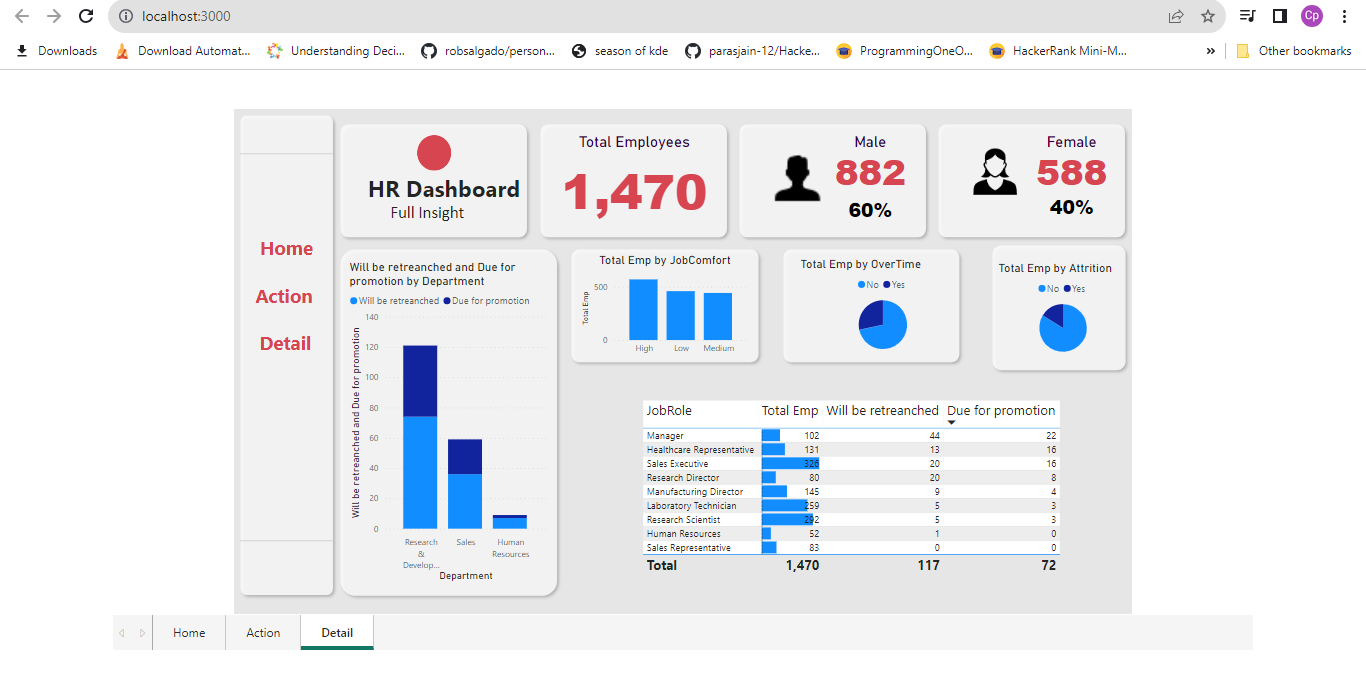 localhost:3000
Cp
Downloads
Download Automat...
Understanding Deci...
robsalgado/person...
season of kde
parasjain-12/Hacke...
ProgrammingOneO...
HackerRank Mini-M...
»
Other bookmarks
Home
Action
Detail
HR Dashboard
Full Insight
Total Employees
1,470
Male
882
60%
Female
588
40%
Will be retreanched and Due for
promotion by Department
Will be retreanched Due for promotion
Will be retreanched and Due for promotion
140
120
100
80
60
40
20
0
Research
&
Develop...
Sales
Human
Resources
Department
Total Emp by JobComfort
Total Emp
500
0
High Low Medium
Total Emp by OverTime
No Yes
Total Emp by Attrition
No Yes
JobRole Total Emp Will be retreanched Due for promotion
Manager 102 44 22
Healthcare Representative 131 13 16
Sales Executive 326 20 16
Research Director 80 20 8
Manufacturing Director 145 9 4
Laboratory Technician 259 5 3
Research Scientist 292 5 3
Human Resources 52 1 0
Sales Representative 83 0 0
Total 1,470 117 72
Home Action Detail